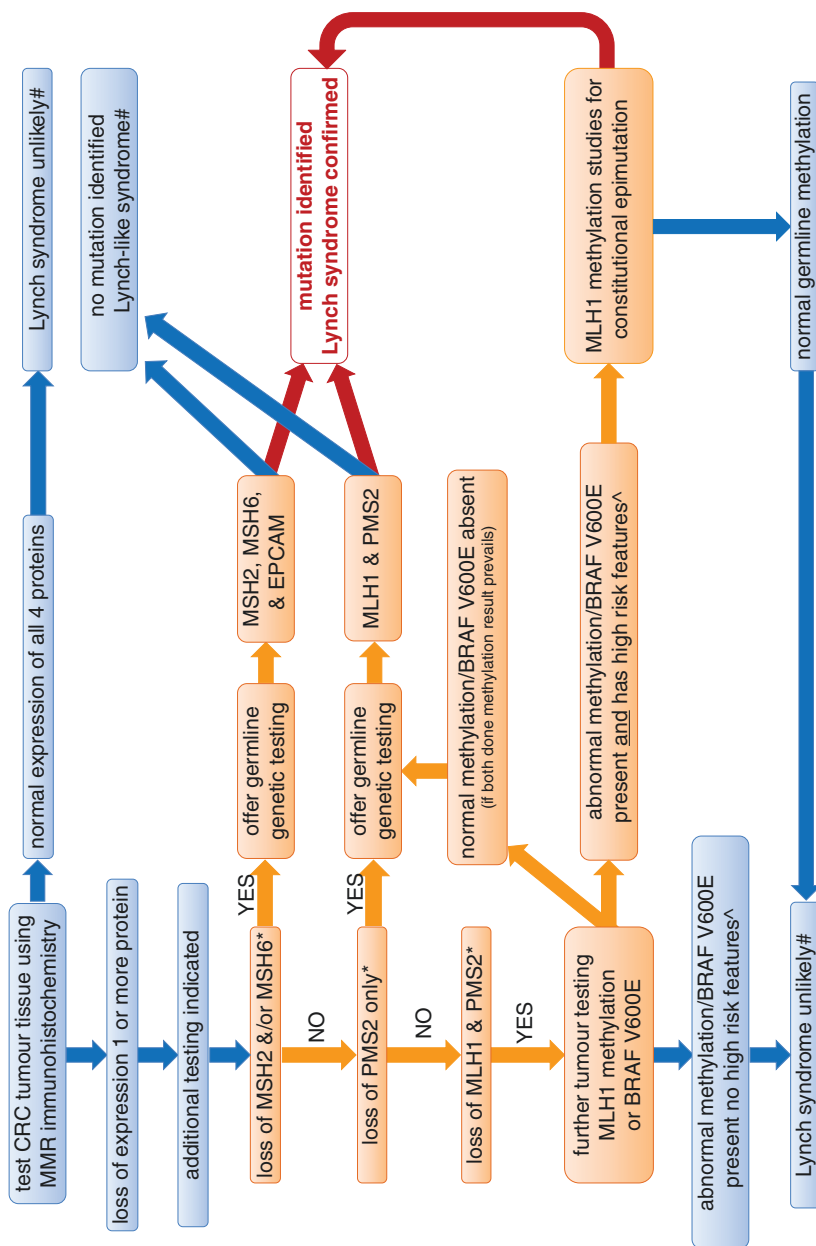 test CRC tumour tissue using
MMR immunohistochemistry
normal expression of all 4 proteins
Lynch syndrome unlikely#
loss of expression 1 or more protein
no mutation identified
Lynch-like syndrome#
additional testing indicated
loss of MSH2 &/or MSH6*
YES
offer germline
genetic testing
MSH2, MSH6,
& EPCAM
mutation identified
Lynch syndrome confirmed
NO
loss of PMS2 only*
YES
offer germline
genetic testing
MLH1 & PMS2
NO
loss of MLH1 & PMS2*
normal methylation/BRAF V600E absent
(if both done methylation result prevails)
YES
further tumour testing
MLH1 methylation
or BRAF V600E
abnormal methylation/BRAF V600E
present and has high risk features^
MLH1 methylation studies for
constitutional epimutation
abnormal methylation/BRAF V600E
present no high risk features^
Lynch syndrome unlikely#
normal germline methylation